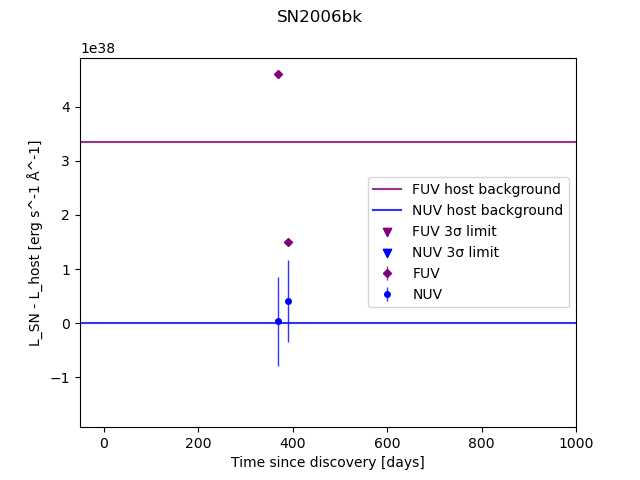 SN2006bk
1e38
4
3
2
1
0
−1
L_SN - L_host [erg s^-1 Å^-1]
FUV host background
NUV host background
FUV 3σ limit
NUV 3σ limit
FUV
NUV
0 200 400 600 800 1000
Time since discovery [days]